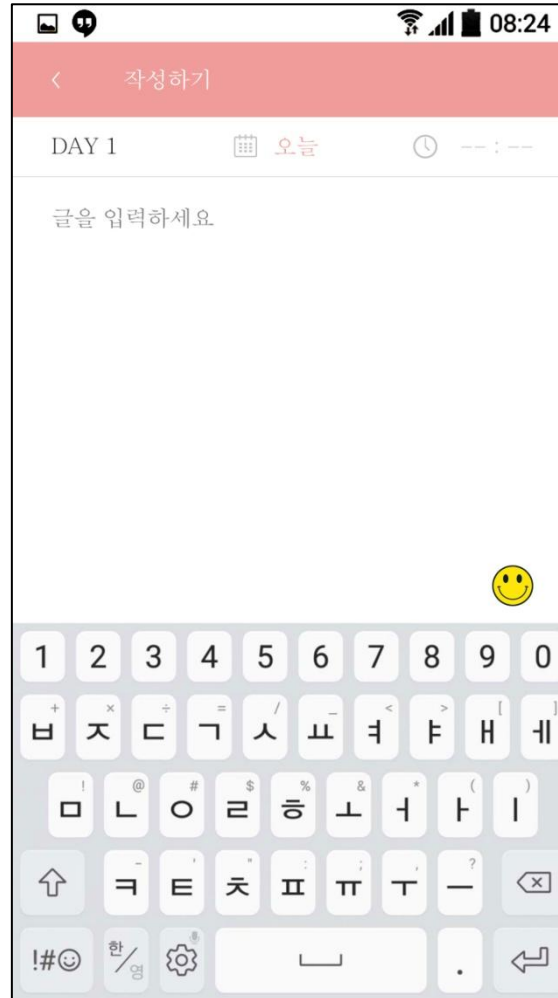 08:24
< 작성하기
DAY 1 오늘 -- : --
글을 입력하세요
1 2 3 4 5 6 7 8 9 0
+ × ÷ = / _ < > [ ]
ㅂ ㅈ ㄷ ㄱ ㅅ ㅛ ㅕ ㅑ ㅐ ㅔ
! @ # $ % & * ( )
ㅁ ㄴ ㅇ ㄹ ㅎ ㅗ ㅓ ㅏ ㅣ
- ' " : ; , ?
ㅋ ㅌ ㅊ ㅍ ㅠ ㅜ ㅡ
!#☺ 한/영 .